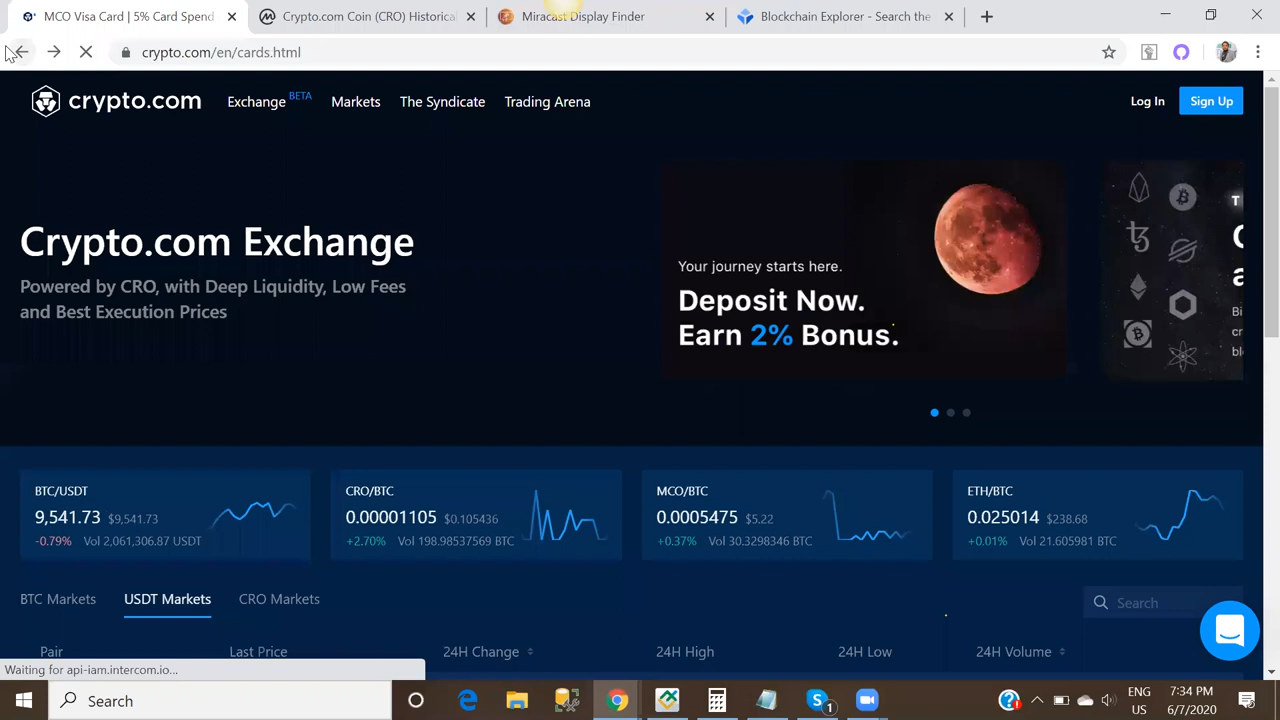 MCO Visa Card | 5% Card Spend
Crypto.com Coin (CRO) Historical
Miracast Display Finder
Blockchain Explorer - Search the
crypto.com/en/cards.html
crypto.com
Exchange BETA
Markets
The Syndicate
Trading Arena
Log In
Sign Up
Crypto.com Exchange
Powered by CRO, with Deep Liquidity, Low Fees
and Best Execution Prices
Your journey starts here.
Deposit Now.
Earn 2% Bonus.
BTC/USDT
9,541.73 $9,541.73
-0.79% Vol 2,061,306.87 USDT
CRO/BTC
0.00001105 $0.105436
+2.70% Vol 198.98537569 BTC
MCO/BTC
0.0005475 $5.22
+0.37% Vol 30.3298346 BTC
ETH/BTC
0.025014 $238.68
+0.01% Vol 21.605981 BTC
BTC Markets
USDT Markets
CRO Markets
Search
Pair
Last Price
24H Change
24H High
24H Low
24H Volume
Waiting for api-iam.intercom.io...
Search
1
ENG
US
7:34 PM
6/7/2020